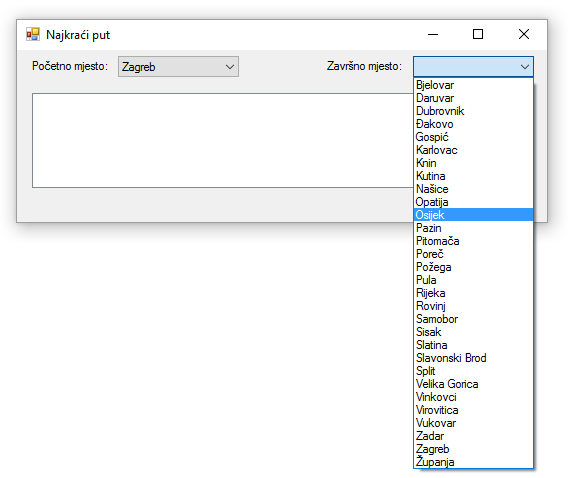 Najkraći put
Početno mjesto: Zagreb Završno mjesto:
Bjelovar
Daruvar
Dubrovnik
Đakovo
Gospić
Karlovac
Knin
Kutina
Našice
Opatija
Osijek
Pazin
Pitomača
Poreč
Požega
Pula
Rijeka
Rovinj
Samobor
Sisak
Slatina
Slavonski Brod
Split
Velika Gorica
Vinkovci
Virovitica
Vukovar
Zadar
Zagreb
Županja